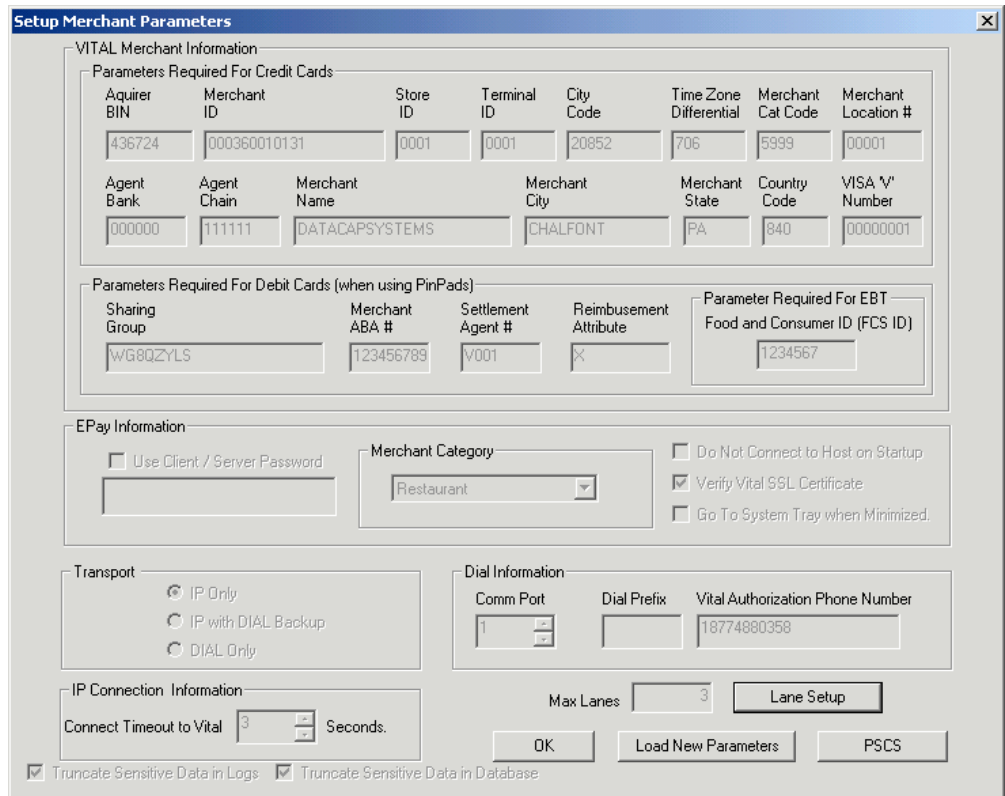 Setup Merchant Parameters
VITAL Merchant Information
Parameters Required For Credit Cards
Aquirer BIN Merchant ID Store ID Terminal ID City Code Time Zone Differential Merchant Cat Code Merchant Location #
436724 000360010131 0001 0001 20852 706 5999 00001
Agent Bank Agent Chain Merchant Name Merchant City Merchant State Country Code VISA 'V' Number
000000 111111 DATACAPSYSTEMS CHALFONT PA 840 00000001
Parameters Required For Debit Cards (when using PinPads)
Sharing Group Merchant ABA # Settlement Agent # Reimbusement Attribute
WG8QZYLS 123456789 V001 X
Parameter Required For EBT
Food and Consumer ID (FCS ID)
1234567
EPay Information
Use Client / Server Password
Merchant Category
Restaurant
Do Not Connect to Host on Startup
Verify Vital SSL Certificate
Go To System Tray when Minimized.
Transport
IP Only
IP with DIAL Backup
DIAL Only
Dial Information
Comm Port Dial Prefix Vital Authorization Phone Number
1 18774880358
IP Connection Information
Connect Timeout to Vital 3 Seconds.
Max Lanes 3 Lane Setup
OK Load New Parameters PSCS
Truncate Sensitive Data in Logs Truncate Sensitive Data in Database